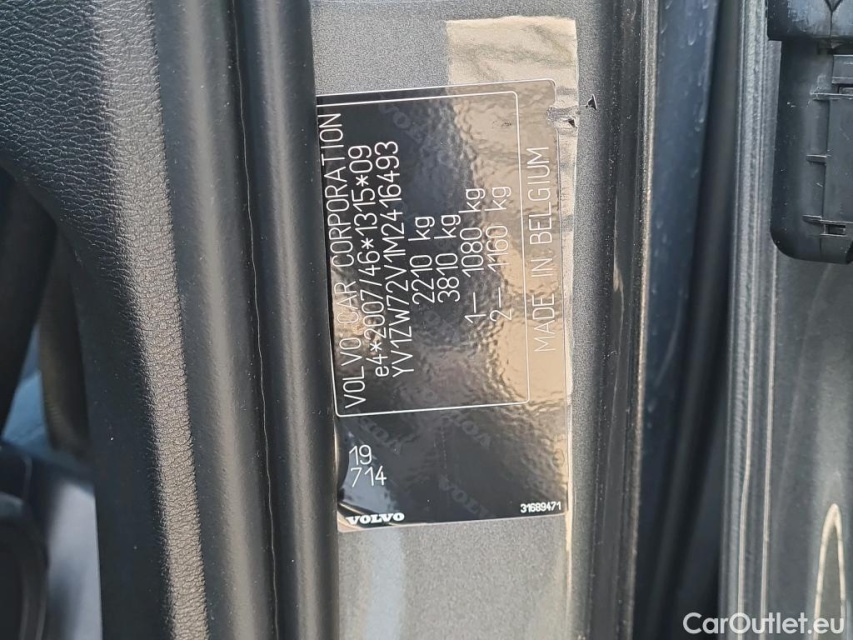 VOLVO CAR CORPORATION
e4*2007/46*1315*09
YV1ZW72V1M2416493
2210 kg
3810 kg
1– 1080 kg
2– 1160 kg
MADE IN BELGIUM
19
714
VOLVO
31689471
CarOutlet.eu